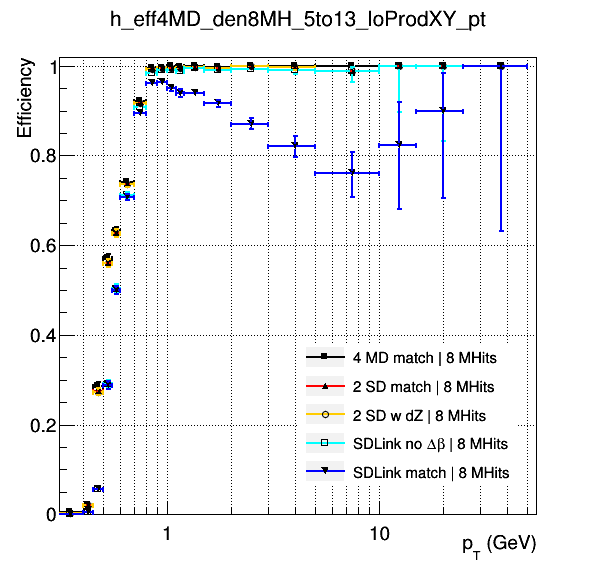 h_eff4MD_den8MH_5to13_loProdXY_pt
Efficiency
1
0.8
0.6
0.4
0.2
0
4 MD match | 8 MHits
2 SD match | 8 MHits
2 SD w dZ | 8 MHits
SDLink no Δβ | 8 MHits
SDLink match | 8 MHits
1 10
p_T (GeV)